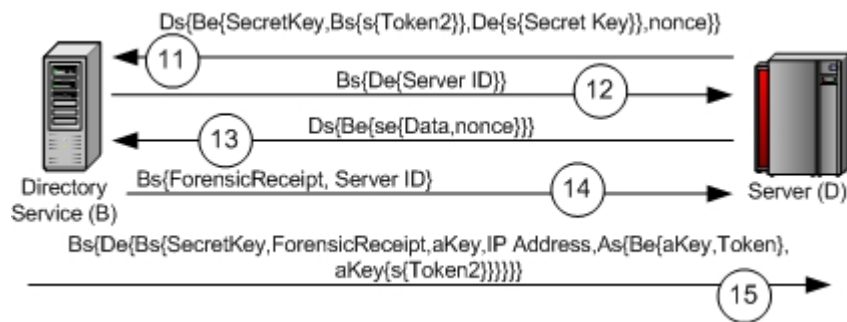 Ds{Be{SecretKey,Bs{s{Token2}},De{s{Secret Key}},nonce}}
11
Bs{De{Server ID}}
12
Ds{Be{se{Data,nonce}}}
13
Bs{ForensicReceipt, Server ID}
14
Directory
Service (B)
Server (D)
Bs{De{Bs{SecretKey,ForensicReceipt,aKey,IP Address,As{Be{aKey,Token},
aKey{s{Token2}}}}}}
15